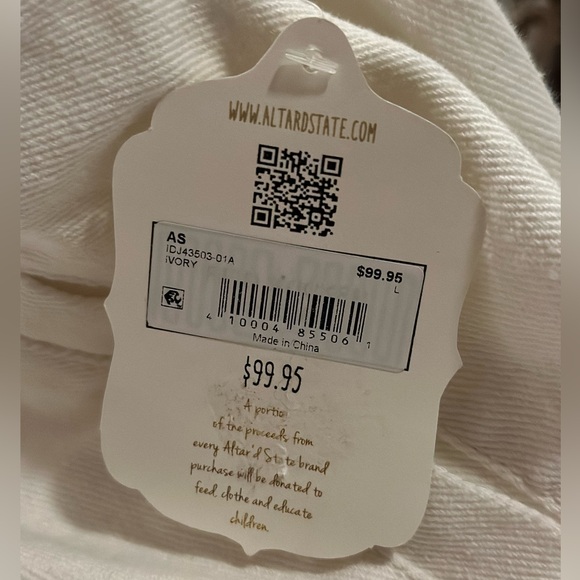 WWW.ALTARDSTATE.COM
AS
IDJ43503-01A
IVORY
$99.95
L
4 10004 85506 1
Made in China
$99.95
A portio
of the proceeds from
every Altar'd State brand
purchase will be donated to
feed, clothe and educate
children.